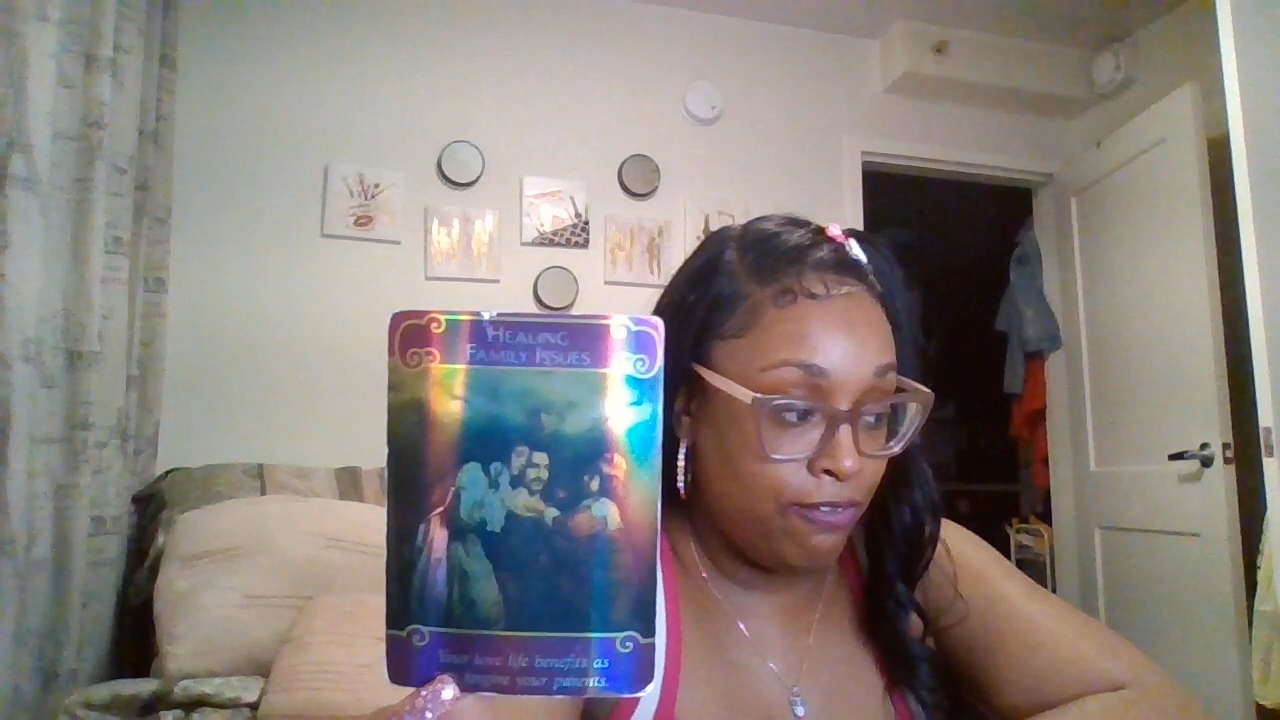 HEALING
FAMILY ISSUES
Your love life benefits as
forgive your parents.